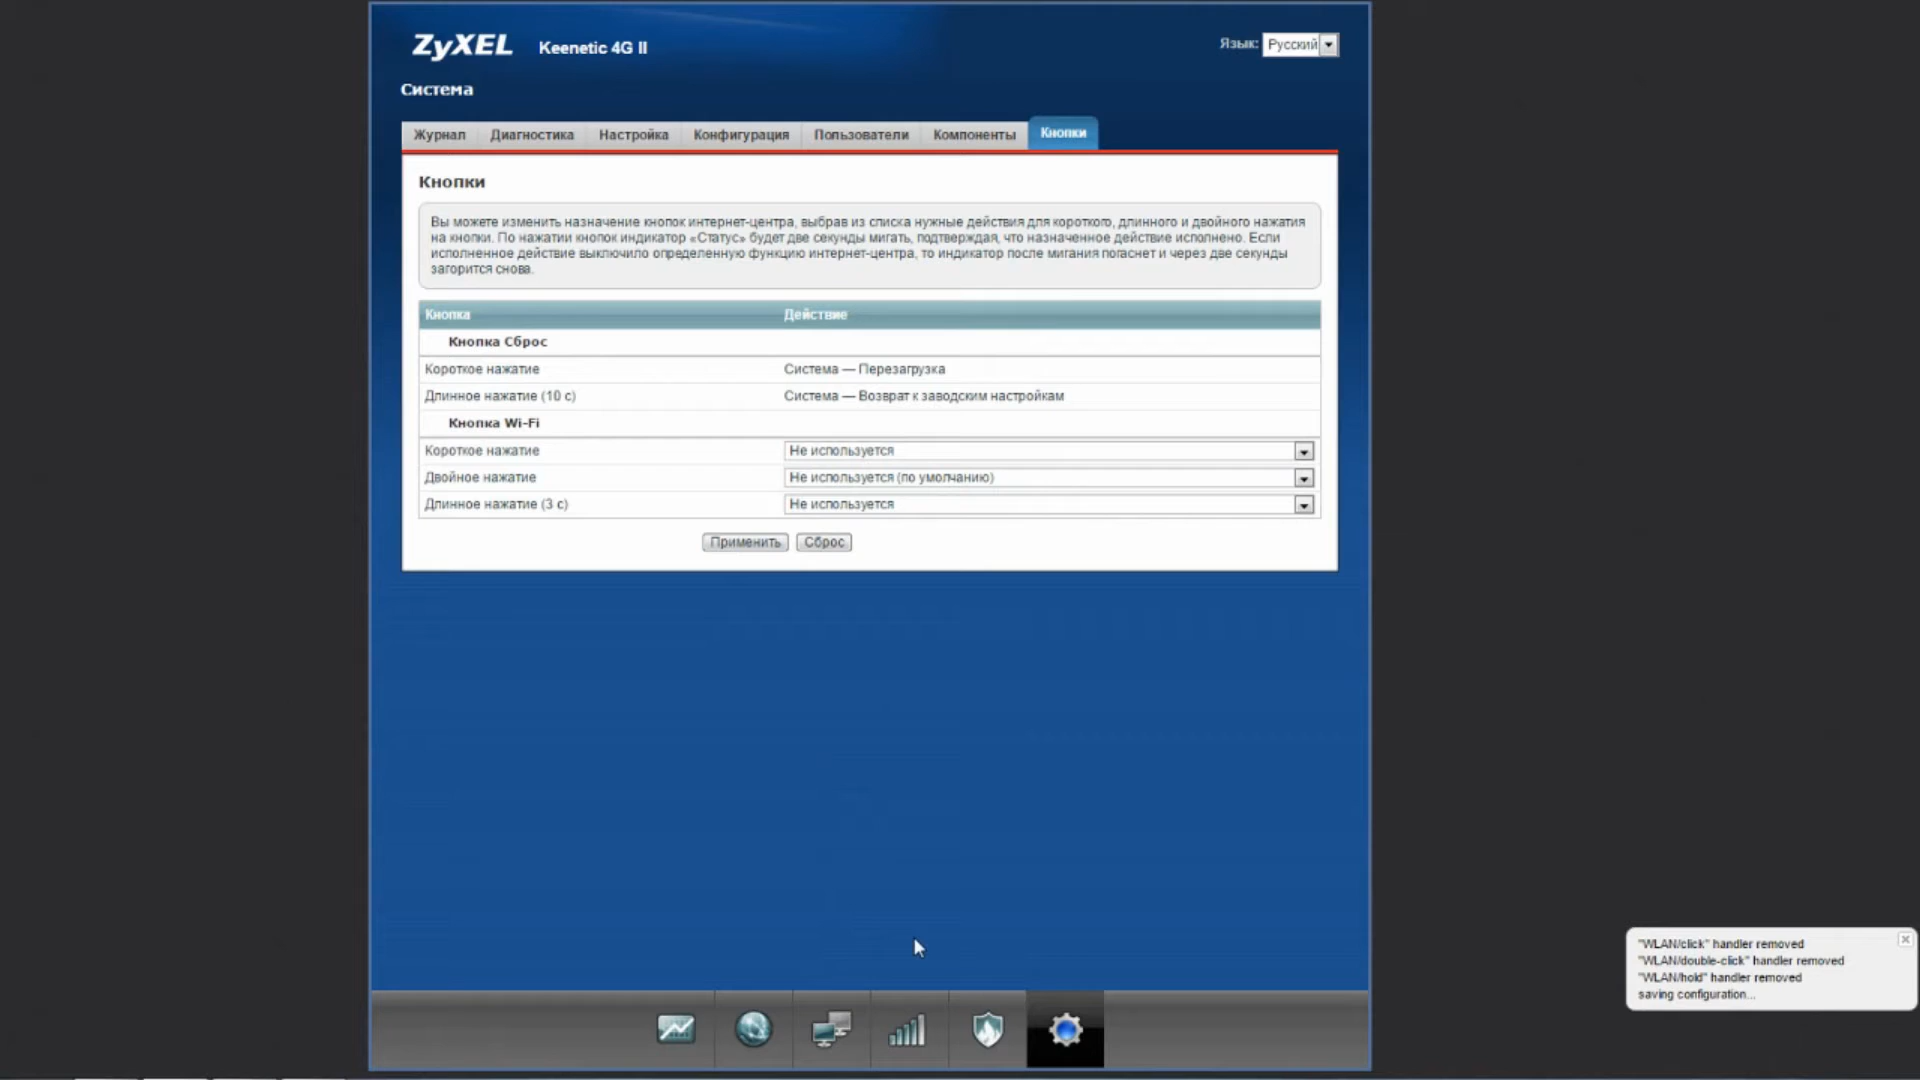 ZyXEL Keenetic 4G II
Язык: Русский
Система
Журнал Диагностика Настройка Конфигурация Пользователи Компоненты Кнопки
Кнопки
Вы можете изменить назначение кнопок интернет-центра, выбрав из списка нужные действия для короткого, длинного и двойного нажатия
на кнопки. По нажатии кнопок индикатор «Статус» будет две секунды мигать, подтверждая, что назначенное действие исполнено. Если
исполненное действие выключило определенную функцию интернет-центра, то индикатор после мигания погаснет и через две секунды
загорится снова.
Кнопка Действие
Кнопка Сброс
Короткое нажатие Система — Перезагрузка
Длинное нажатие (10 с) Система — Возврат к заводским настройкам
Кнопка Wi-Fi
Короткое нажатие Не используется
Двойное нажатие Не используется (по умолчанию)
Длинное нажатие (3 с) Не используется
Применить Сброс
"WLAN/click" handler removed
"WLAN/double-click" handler removed
"WLAN/hold" handler removed
saving configuration...